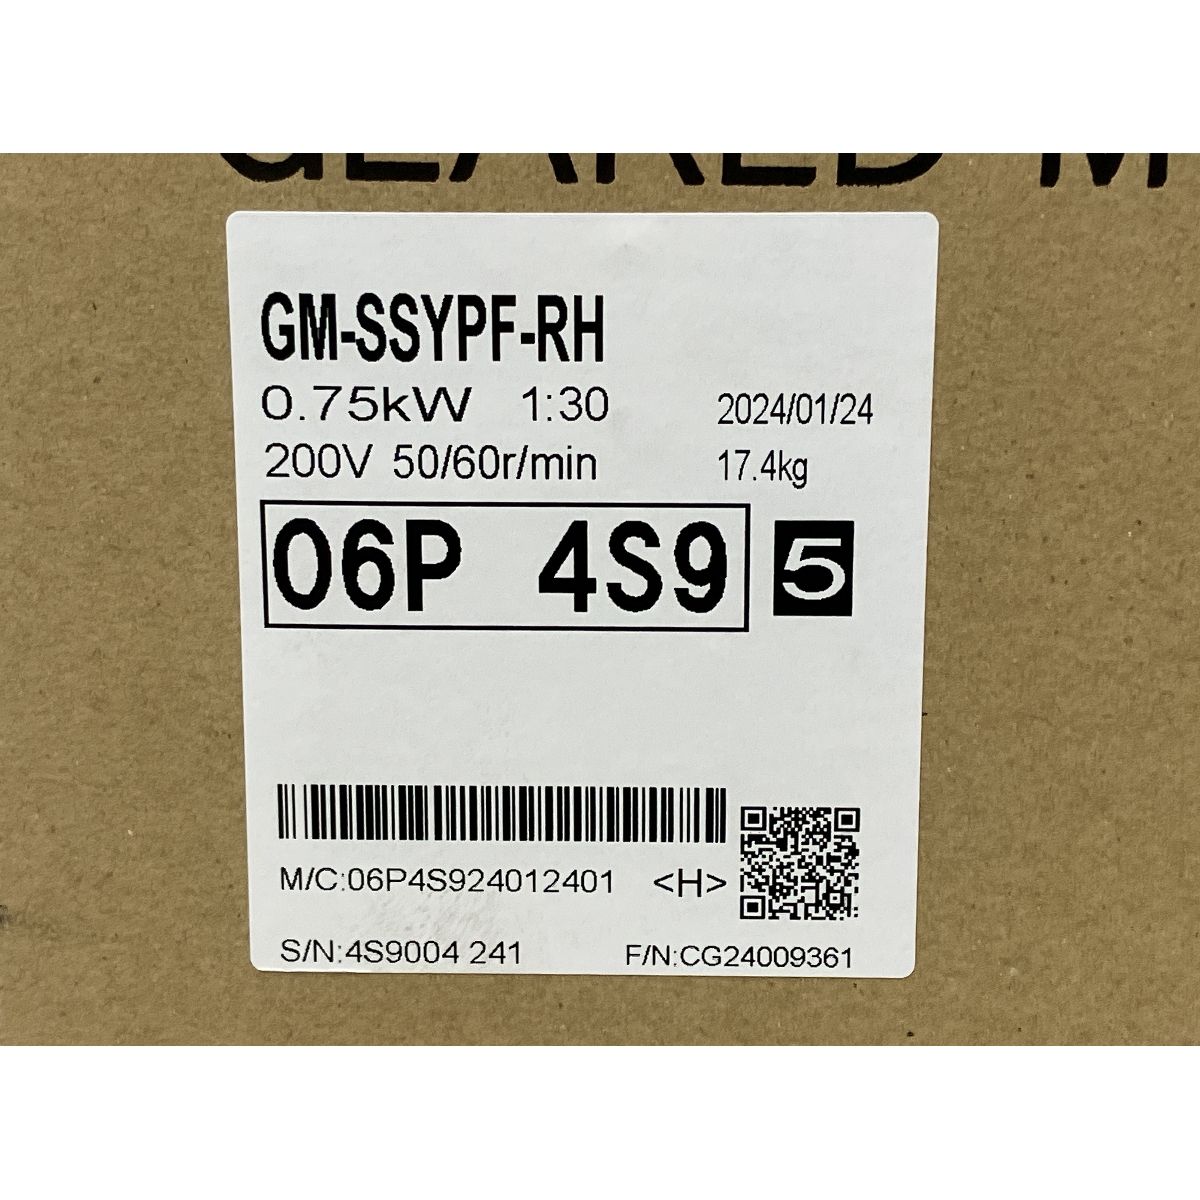 GEARED M
GM-SSYPF-RH
0.75kW 1:30 2024/01/24
200V 50/60r/min 17.4kg
06P 4S9 5
M/C:06P4S924012401 <H>
S/N:4S9004 241 F/N:CG24009361